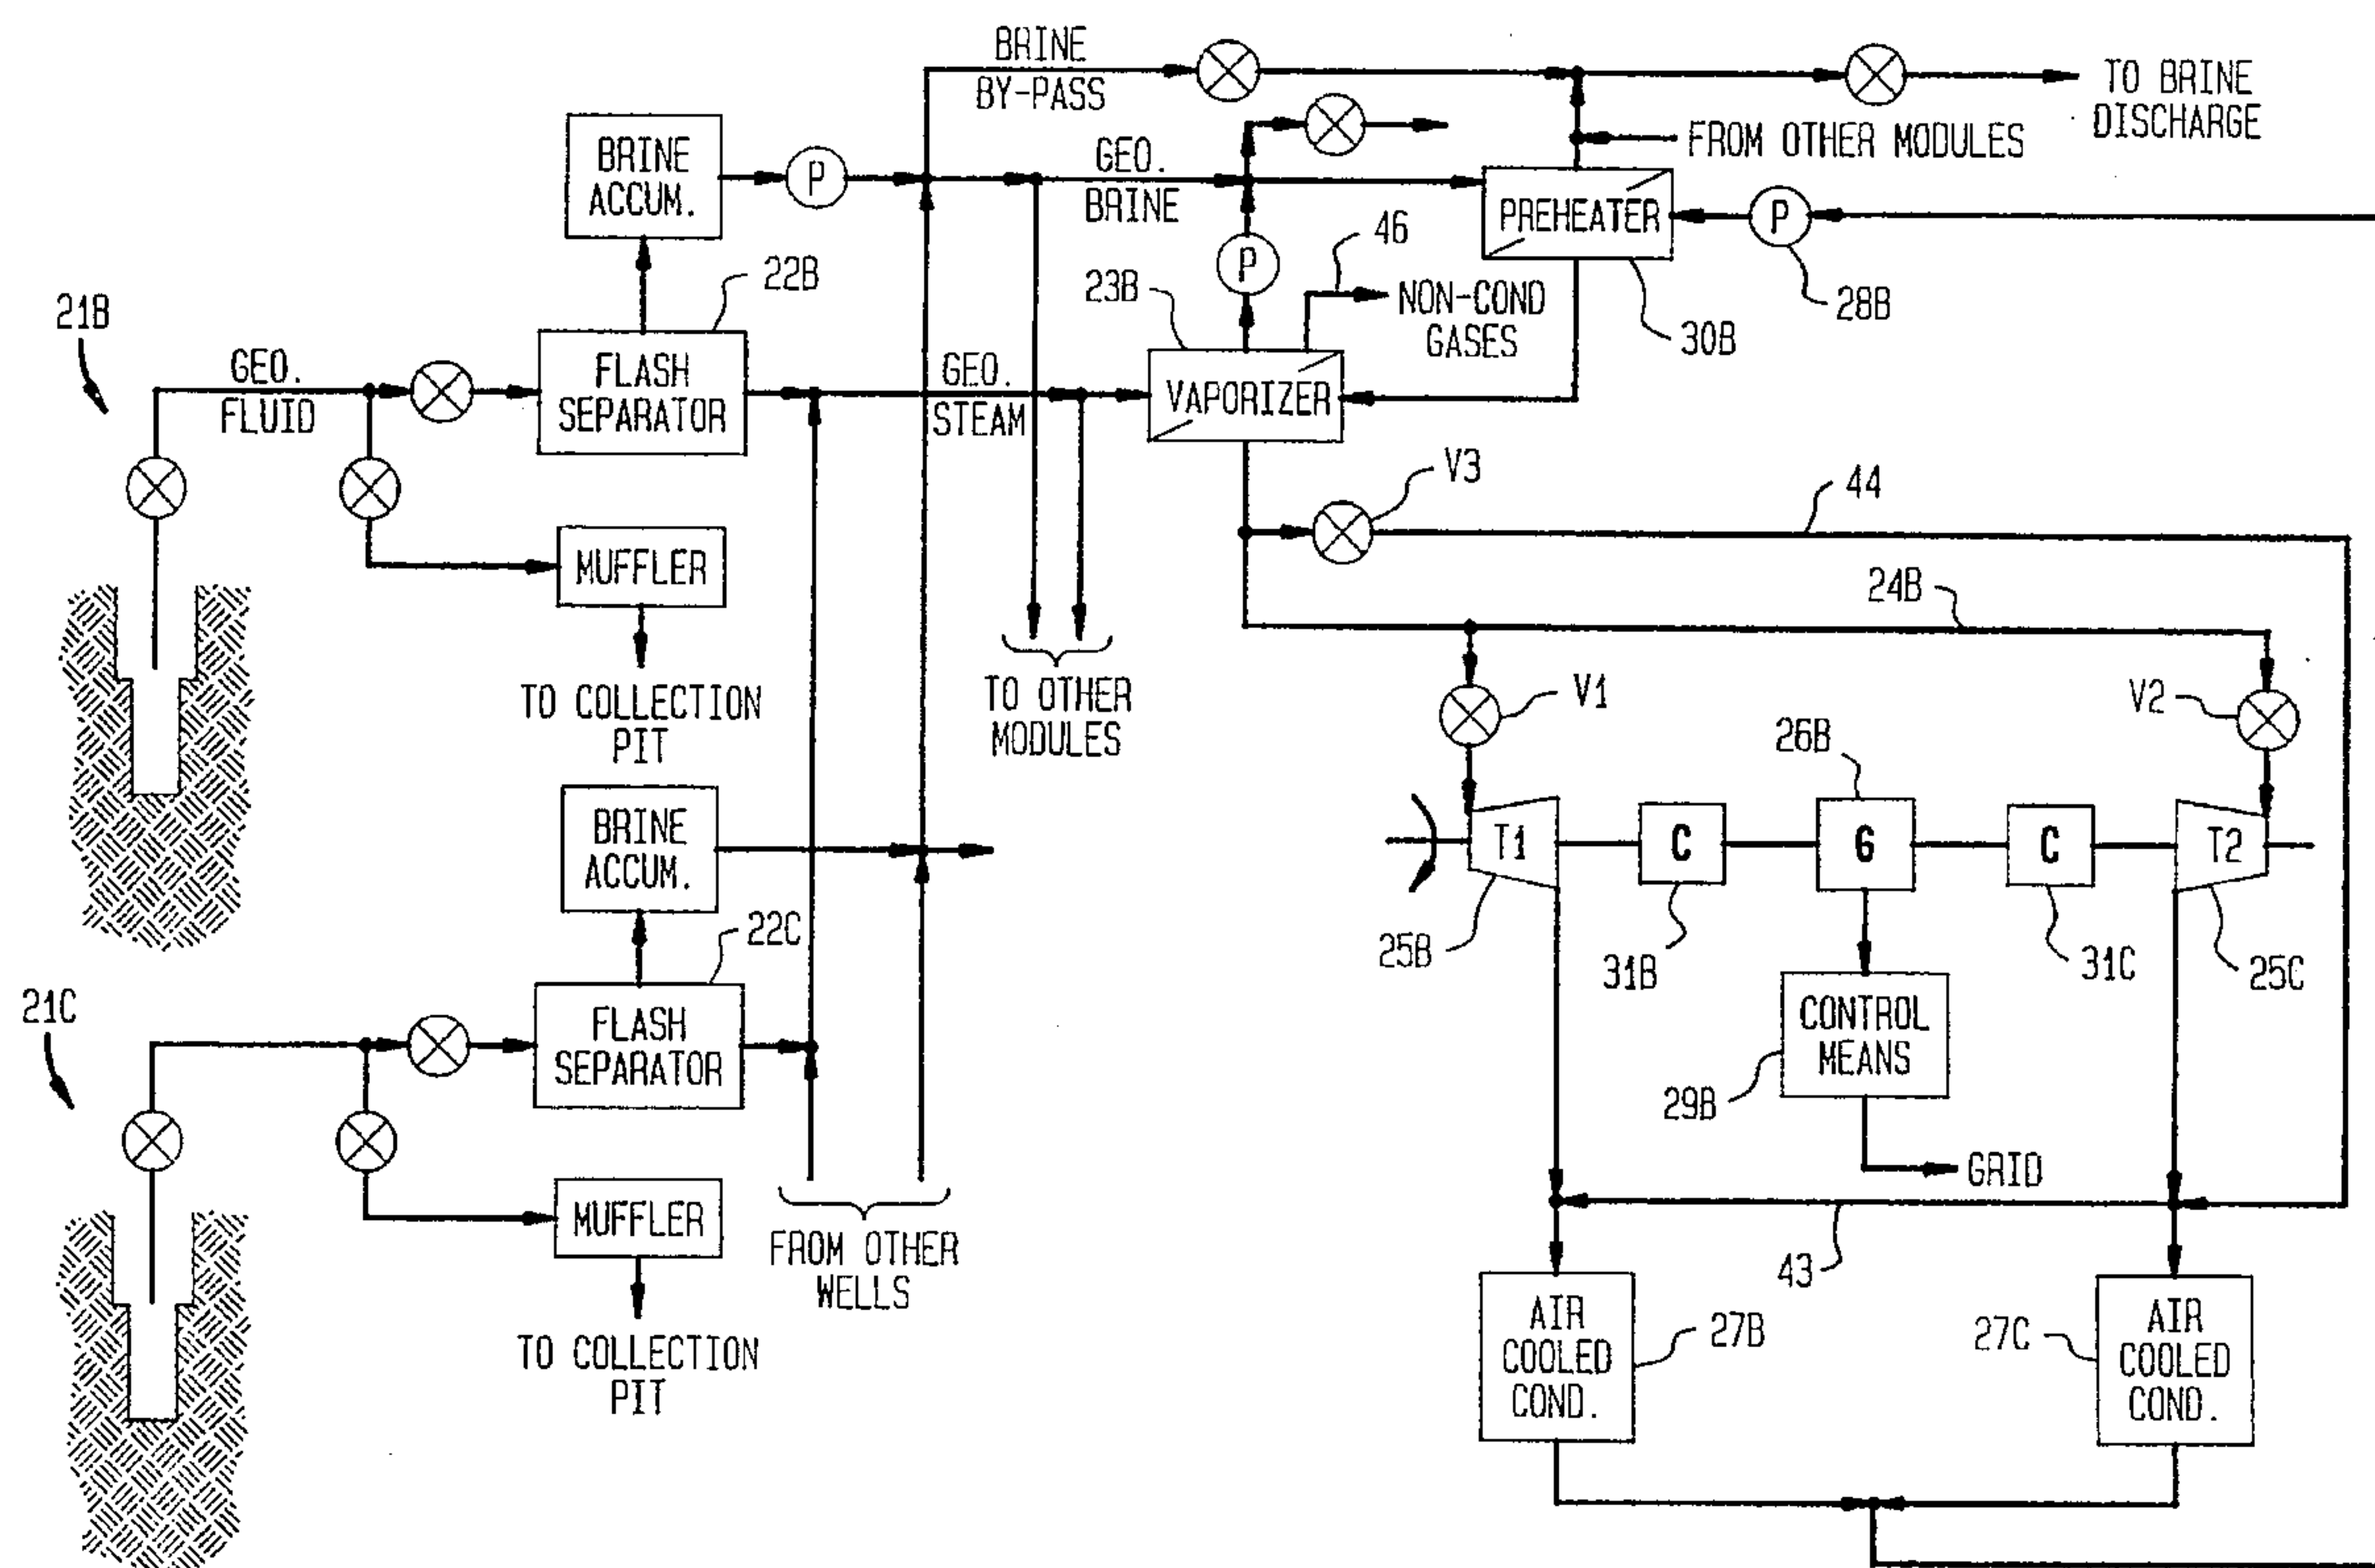 BRINE
BY-PASS
TO BRINE
DISCHARGE
FROM OTHER MODULES
BRINE
ACCUM.
P
GEO.
BRINE
PREHEATER
P
28B
30B
46
P
23B
NON-COND
GASES
22B
21B
GEO.
FLUID
FLASH
SEPARATOR
GEO.
STEAM
VAPORIZER
V3
44
MUFFLER
24B
TO COLLECTION
PIT
TO OTHER
MODULES
V1
V2
26B
BRINE
ACCUM.
T1
C
G
C
T2
25B
31B
31C
25C
22C
21C
FLASH
SEPARATOR
CONTROL
MEANS
29B
GRID
MUFFLER
FROM OTHER
WELLS
43
TO COLLECTION
PIT
AIR
COOLED
COND.
27B
27C
AIR
COOLED
COND.